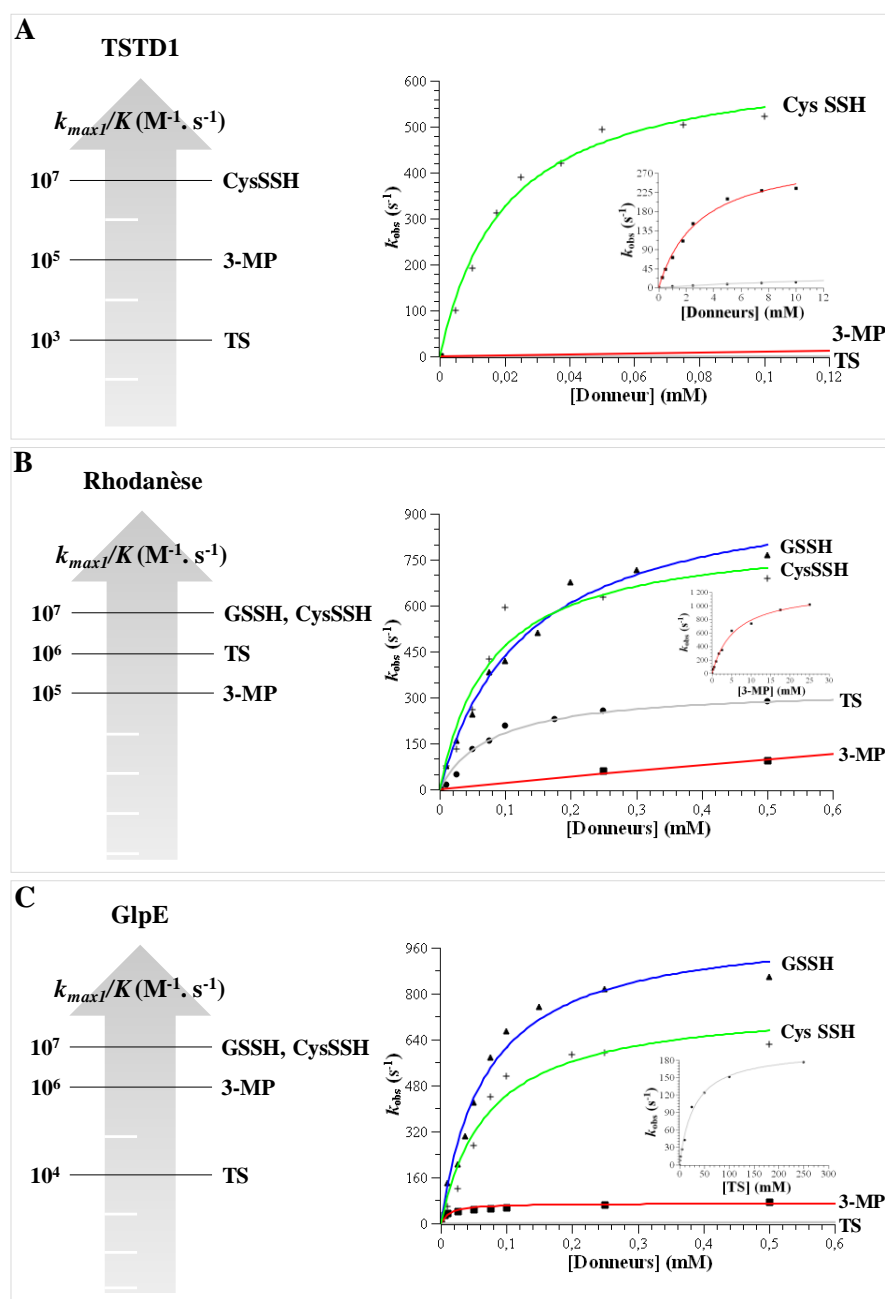 A
TSTD1
kmax1/K (M⁻¹. s⁻¹)
10⁷ CysSSH
10⁵ 3-MP
10³ TS
600
500
400
300
200
100
0
kobs (s⁻¹)
0 0,02 0,04 0,06 0,08 0,1 0,12
[Donneur] (mM)
Cys SSH
3-MP
TS
270
225
180
135
90
45
0
kobs (s⁻¹)
0 2 4 6 8 10 12
[Donneurs] (mM)
B
Rhodanèse
kmax1/K (M⁻¹. s⁻¹)
10⁷ GSSH, CysSSH
10⁶ TS
10⁵ 3-MP
900
750
600
450
300
150
0
kobs (s⁻¹)
0 0,1 0,2 0,3 0,4 0,5 0,6
[Donneurs] (mM)
GSSH
CysSSH
TS
3-MP
1 200
1 000
800
600
400
200
0
kobs (s⁻¹)
0 5 10 15 20 25 30
[3-MP] (mM)
C
GlpE
kmax1/K (M⁻¹. s⁻¹)
10⁷ GSSH, CysSSH
10⁶ 3-MP
10⁴ TS
960
800
640
480
320
160
0
kobs (s⁻¹)
0 0,1 0,2 0,3 0,4 0,5 0,6
[Donneurs] (mM)
GSSH
Cys SSH
3-MP
TS
180
150
120
90
60
30
0
kobs (s⁻¹)
0 50 100 150 200 250 300
[TS] (mM)